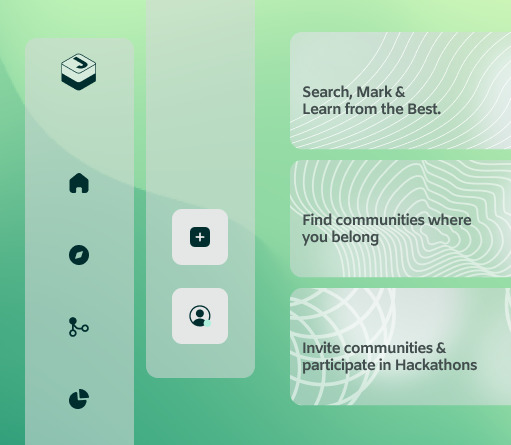 Search, Mark &
Learn from the Best.
Find communities where
you belong
Invite communities &
participate in Hackathons